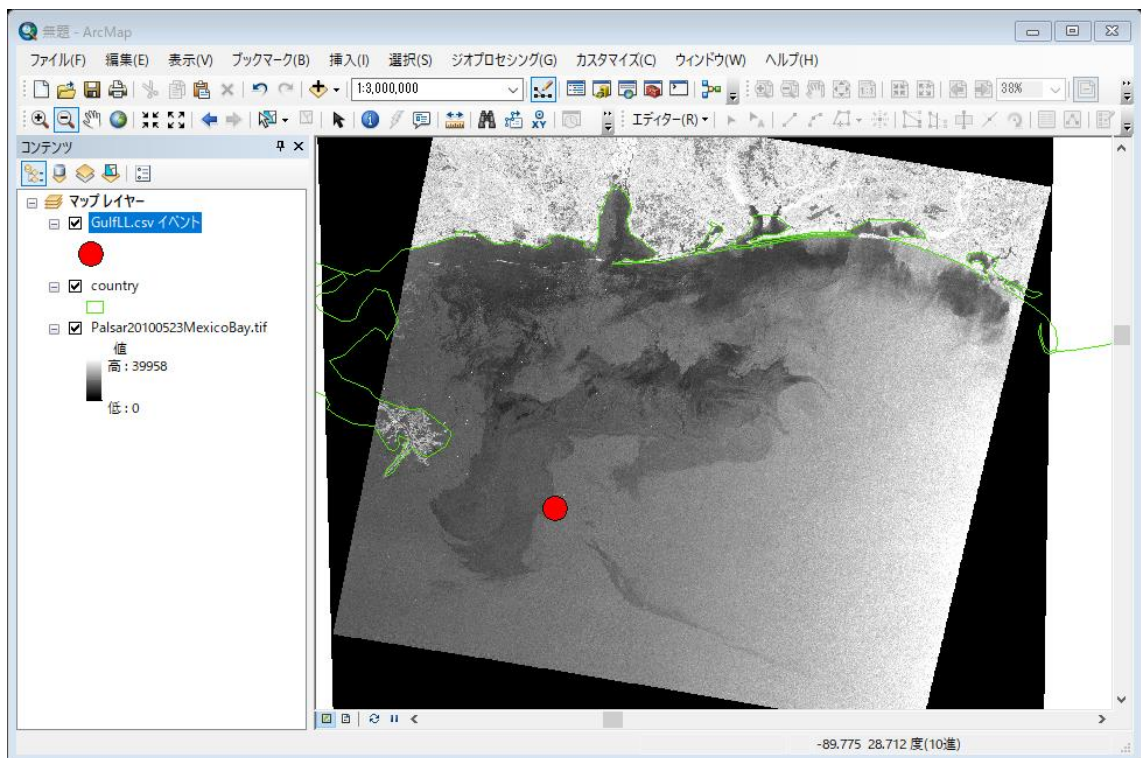 無題 - ArcMap
ファイル(F) 編集(E) 表示(V) ブックマーク(B) 挿入(I) 選択(S) ジオプロセシング(G) カスタマイズ(C) ウィンドウ(W) ヘルプ(H)
1:3,000,000
38%
エディター(R)
コンテンツ
マップ レイヤー
GulfLL.csv イベント
country
Palsar20100523MexicoBay.tif
値
高 : 39958
低 : 0
-89.775 28.712 度(10進)